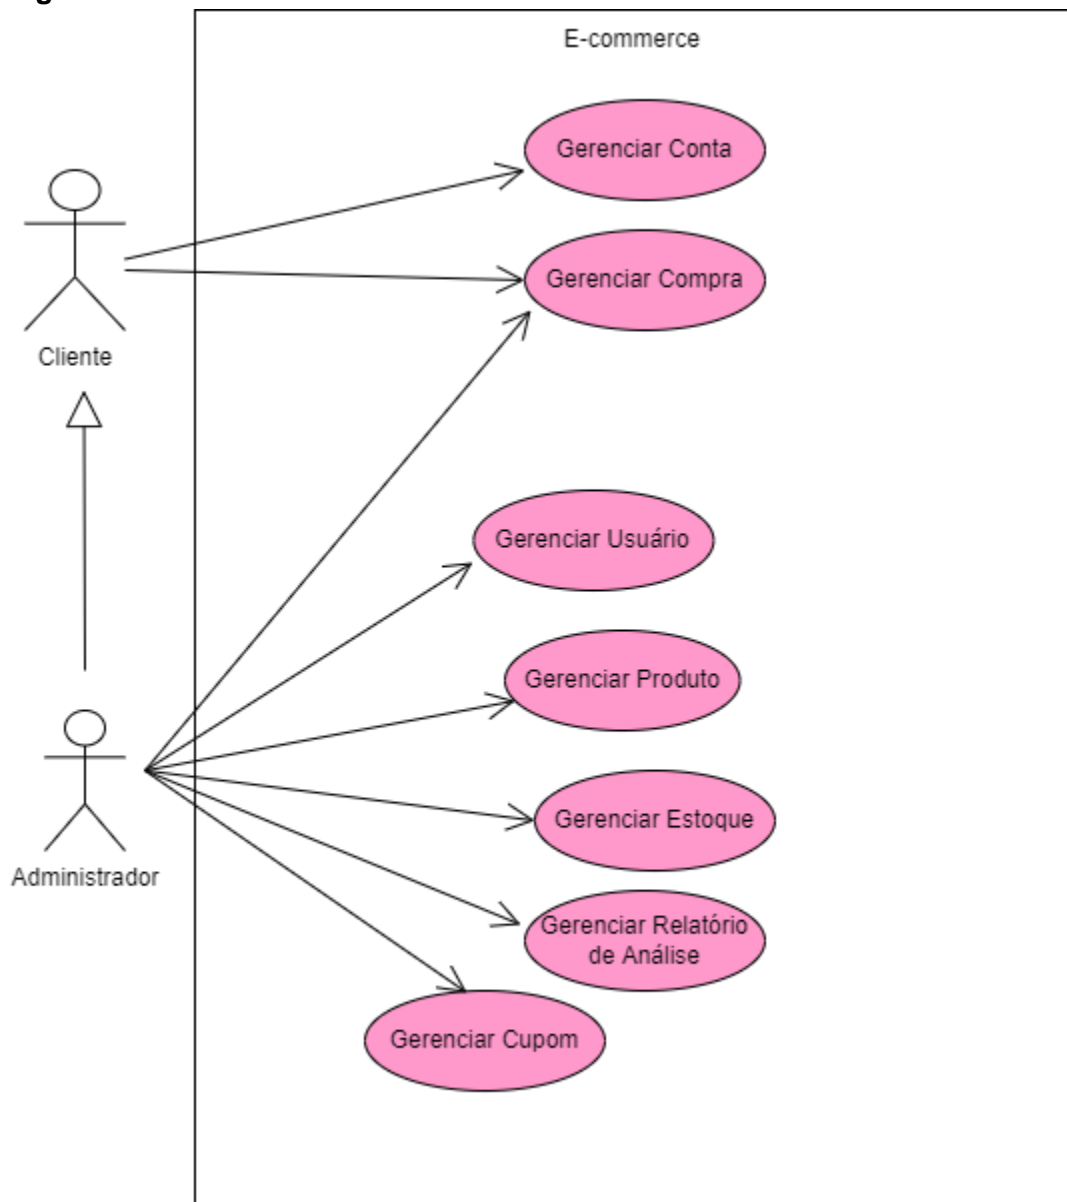 E-commerce
Gerenciar Conta
Gerenciar Compra
Cliente
Gerenciar Usuário
Gerenciar Produto
Gerenciar Estoque
Administrador
Gerenciar Relatório
de Análise
Gerenciar Cupom